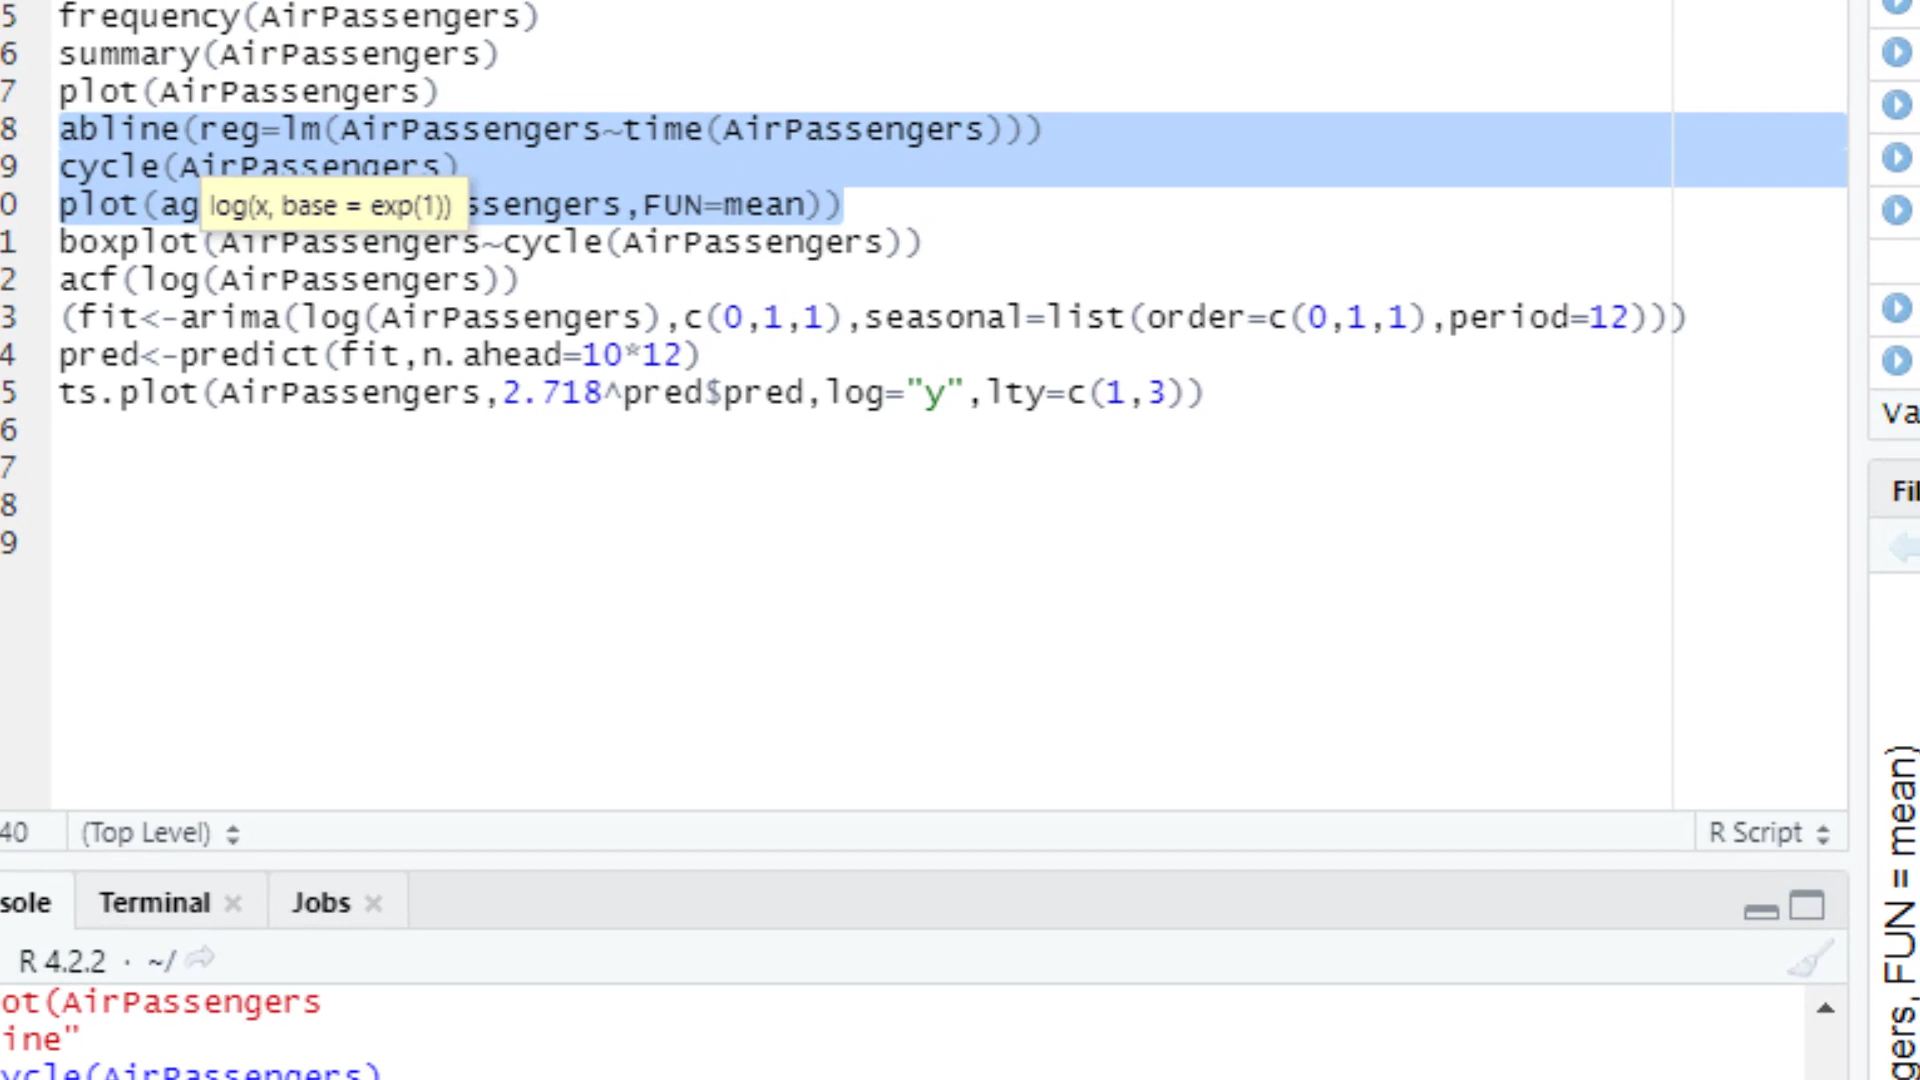 5 frequency(AirPassengers)
6 summary(AirPassengers)
7 plot(AirPassengers)
8 abline(reg=lm(AirPassengers~time(AirPassengers)))
9 cycle(AirPassengers)
0 plot(ag ssengers,FUN=mean))
log(x, base = exp(1))
1 boxplot(AirPassengers~cycle(AirPassengers))
2 acf(log(AirPassengers))
3 (fit<-arima(log(AirPassengers),c(0,1,1),seasonal=list(order=c(0,1,1),period=12)))
4 pred<-predict(fit,n.ahead=10*12)
5 ts.plot(AirPassengers,2.718^pred$pred,log="y",lty=c(1,3))
6
7
8
9
40 (Top Level) R Script
sole Terminal Jobs
R 4.2.2 · ~/
ot(AirPassengers
ine"
ycle(AirPassengers)
Va
Fil
gers, FUN = mean)